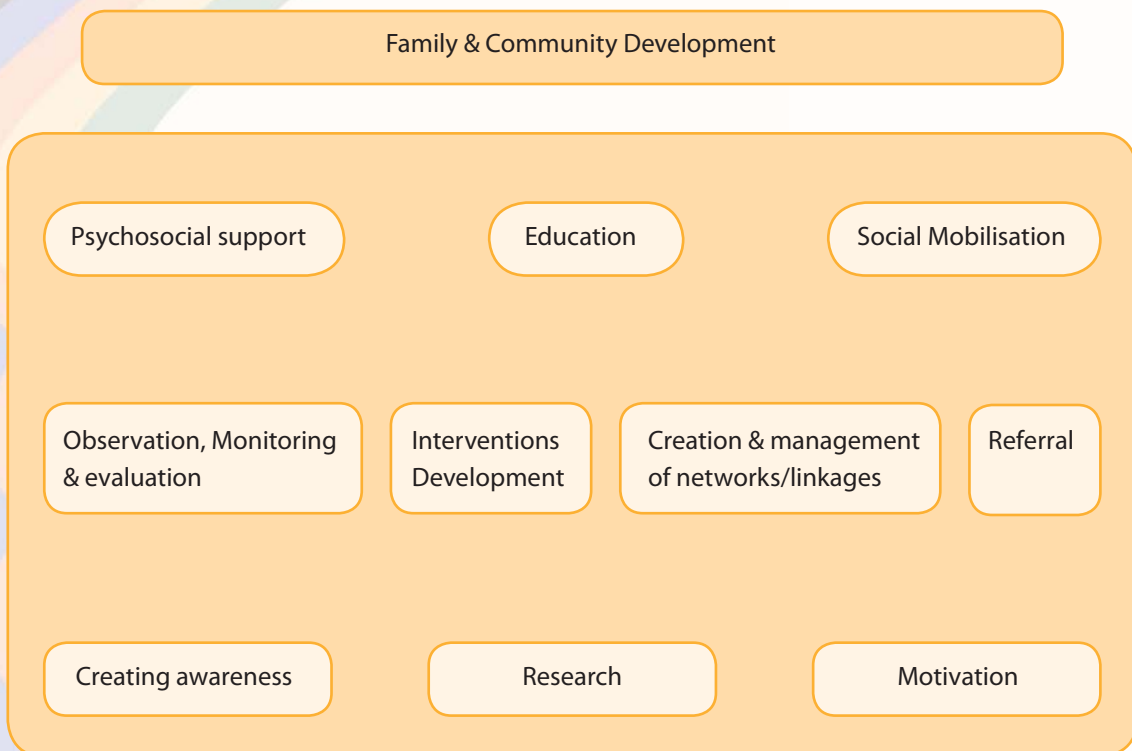 Family & Community Development
Psychosocial support
Education
Social Mobilisation
Observation, Monitoring
& evaluation
Interventions
Development
Creation & management
of networks/linkages
Referral
Creating awareness
Research
Motivation